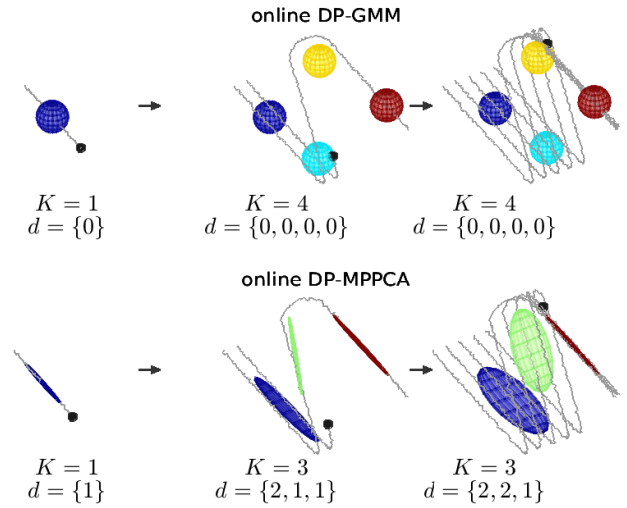 online DP-GMM
K = 1 K = 4 K = 4
d = {0} d = {0, 0, 0, 0} d = {0, 0, 0, 0}
online DP-MPPCA
K = 1 K = 3 K = 3
d = {1} d = {2, 1, 1} d = {2, 2, 1}